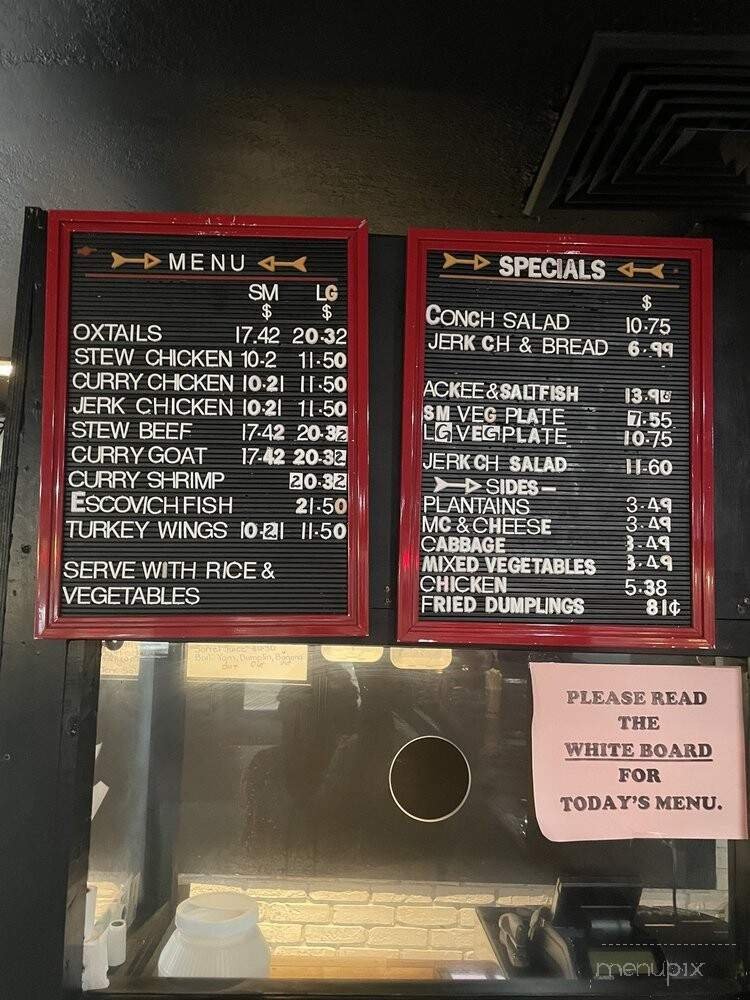 MENU
SM LG
$ $
OXTAILS 17.42 20.32
STEW CHICKEN 10.2 11.50
CURRY CHICKEN 10.21 11.50
JERK CHICKEN 10.21 11.50
STEW BEEF 17.42 20.32
CURRY GOAT 17.42 20.32
CURRY SHRIMP 20.32
ESCOVICH FISH 21.50
TURKEY WINGS 10.21 11.50
SERVE WITH RICE &
VEGETABLES
SPECIALS
$
CONCH SALAD 10.75
JERK CH & BREAD 6.99
ACKEE & SALTFISH
SM VEG PLATE 7.55
LG VEG PLATE 10.75
JERK CH SALAD 11.60
SIDES
PLANTAINS 3.49
MC & CHEESE 3.49
CABBAGE 3.49
MIXED VEGETABLES 3.49
CHICKEN 5.38
FRIED DUMPLINGS 81¢
Boil: Yam, Dumplin, Banana
PLEASE READ
THE
WHITE BOARD
FOR
TODAY'S MENU.
menupix